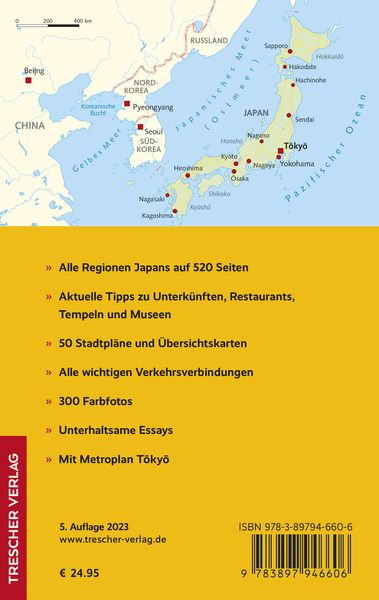 0 200 400 km
RUSSLAND
Sapporo
Hokkaidō
Hakodate
Beijng
NORD-
KOREA
Japanisches Meer
(Ostmeer)
Hachinohe
Koreanische
Bucht
Pyeongyang
JAPAN
Sendai
CHINA
Seoul
SÜD-
KOREA
Gelbes Meer
Honshū
Nagano
Tōkyō
Kyōto
Nagoya
Yokohama
Hiroshima
Ōsaka
Pazifischer Ozean
Nagasaki
Shikoku
Kagoshima
Kyūshū
» Alle Regionen Japans auf 520 Seiten
» Aktuelle Tipps zu Unterkünften, Restaurants,
Tempeln und Museen
» 50 Stadtpläne und Übersichtskarten
» Alle wichtigen Verkehrsverbindungen
» 300 Farbfotos
» Unterhaltsame Essays
» Mit Metroplan Tōkyō
TRESCHER VERLAG
5. Auflage 2023
www.trescher-verlag.de
€ 24.95
ISBN 978-3-89794-660-6
9 783897 946606